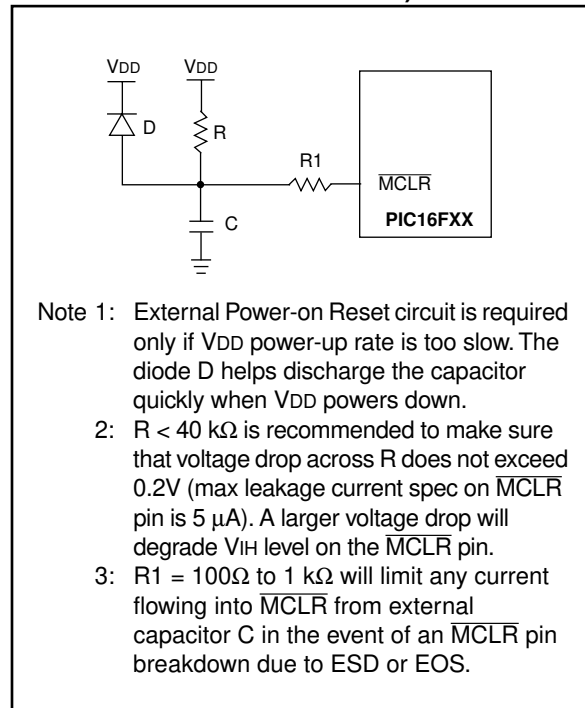 VDD VDD
D
R
R1
MCLR
C
PIC16FXX
Note 1: External Power-on Reset circuit is required
only if VDD power-up rate is too slow. The
diode D helps discharge the capacitor
quickly when VDD powers down.
2: R < 40 kΩ is recommended to make sure
that voltage drop across R does not exceed
0.2V (max leakage current spec on MCLR
pin is 5 μA). A larger voltage drop will
degrade VIH level on the MCLR pin.
3: R1 = 100Ω to 1 kΩ will limit any current
flowing into MCLR from external
capacitor C in the event of an MCLR pin
breakdown due to ESD or EOS.